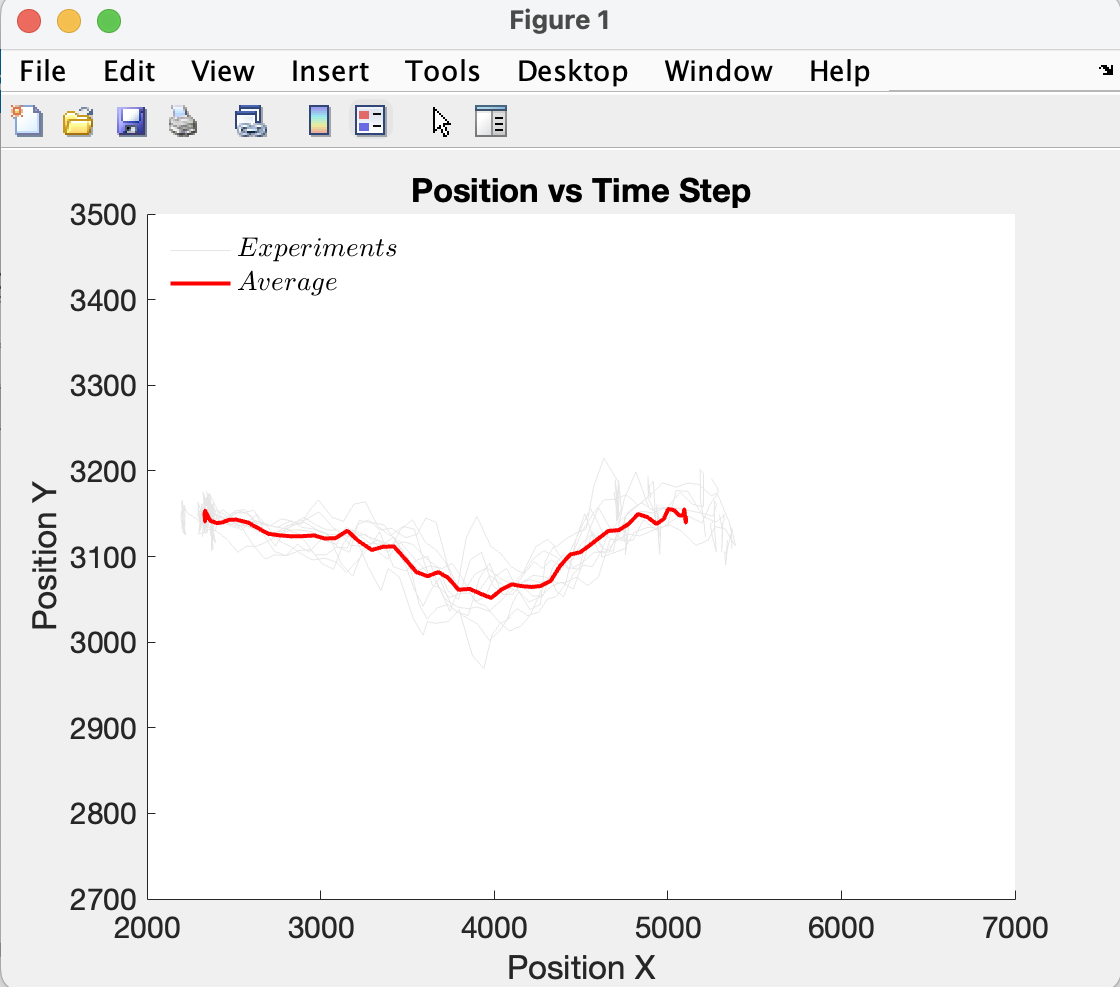 Figure 1
File Edit View Insert Tools Desktop Window Help
Position vs Time Step
3500
3400
3300
3200
3100
3000
2900
2800
2700
Position Y
Experiments
Average
2000 3000 4000 5000 6000 7000
Position X